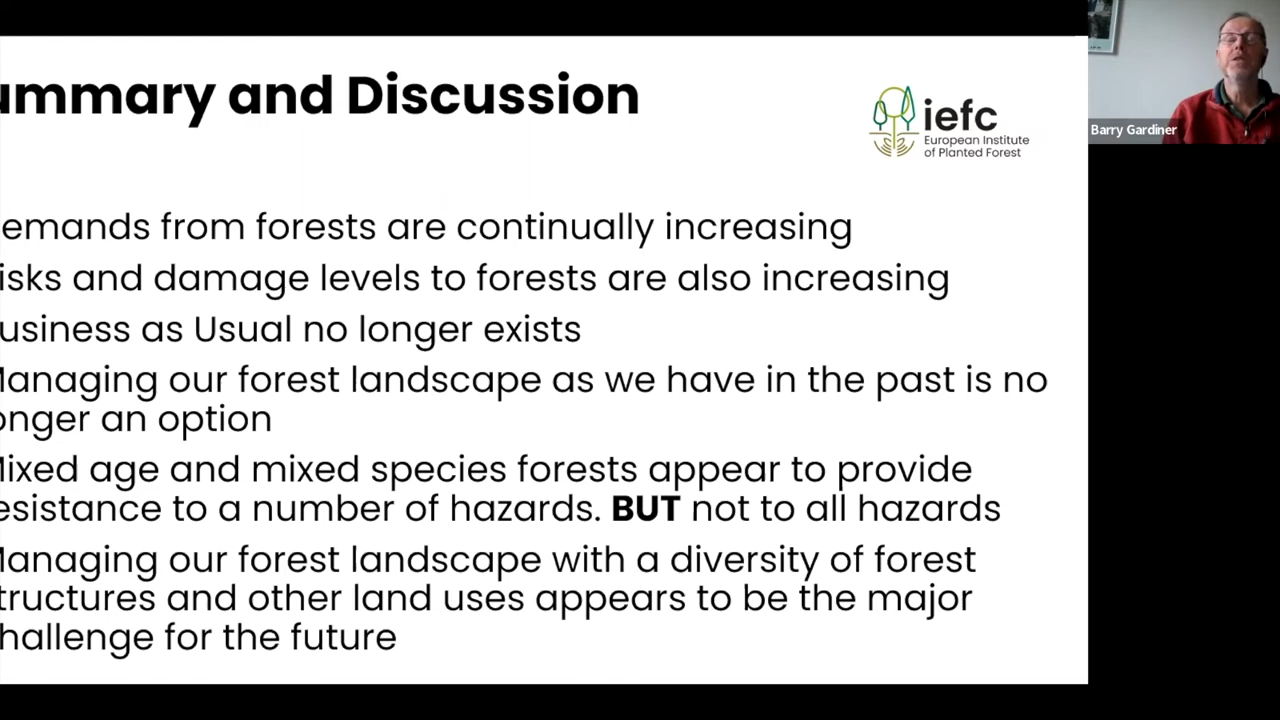 ummary and Discussion
iefc
European Institute
of Planted Forest
Barry Gardiner
emands from forests are continually increasing
isks and damage levels to forests are also increasing
usiness as Usual no longer exists
Managing our forest landscape as we have in the past is no
onger an option
Mixed age and mixed species forests appear to provide
esistance to a number of hazards. BUT not to all hazards
Managing our forest landscape with a diversity of forest
tructures and other land uses appears to be the major
hallenge for the future